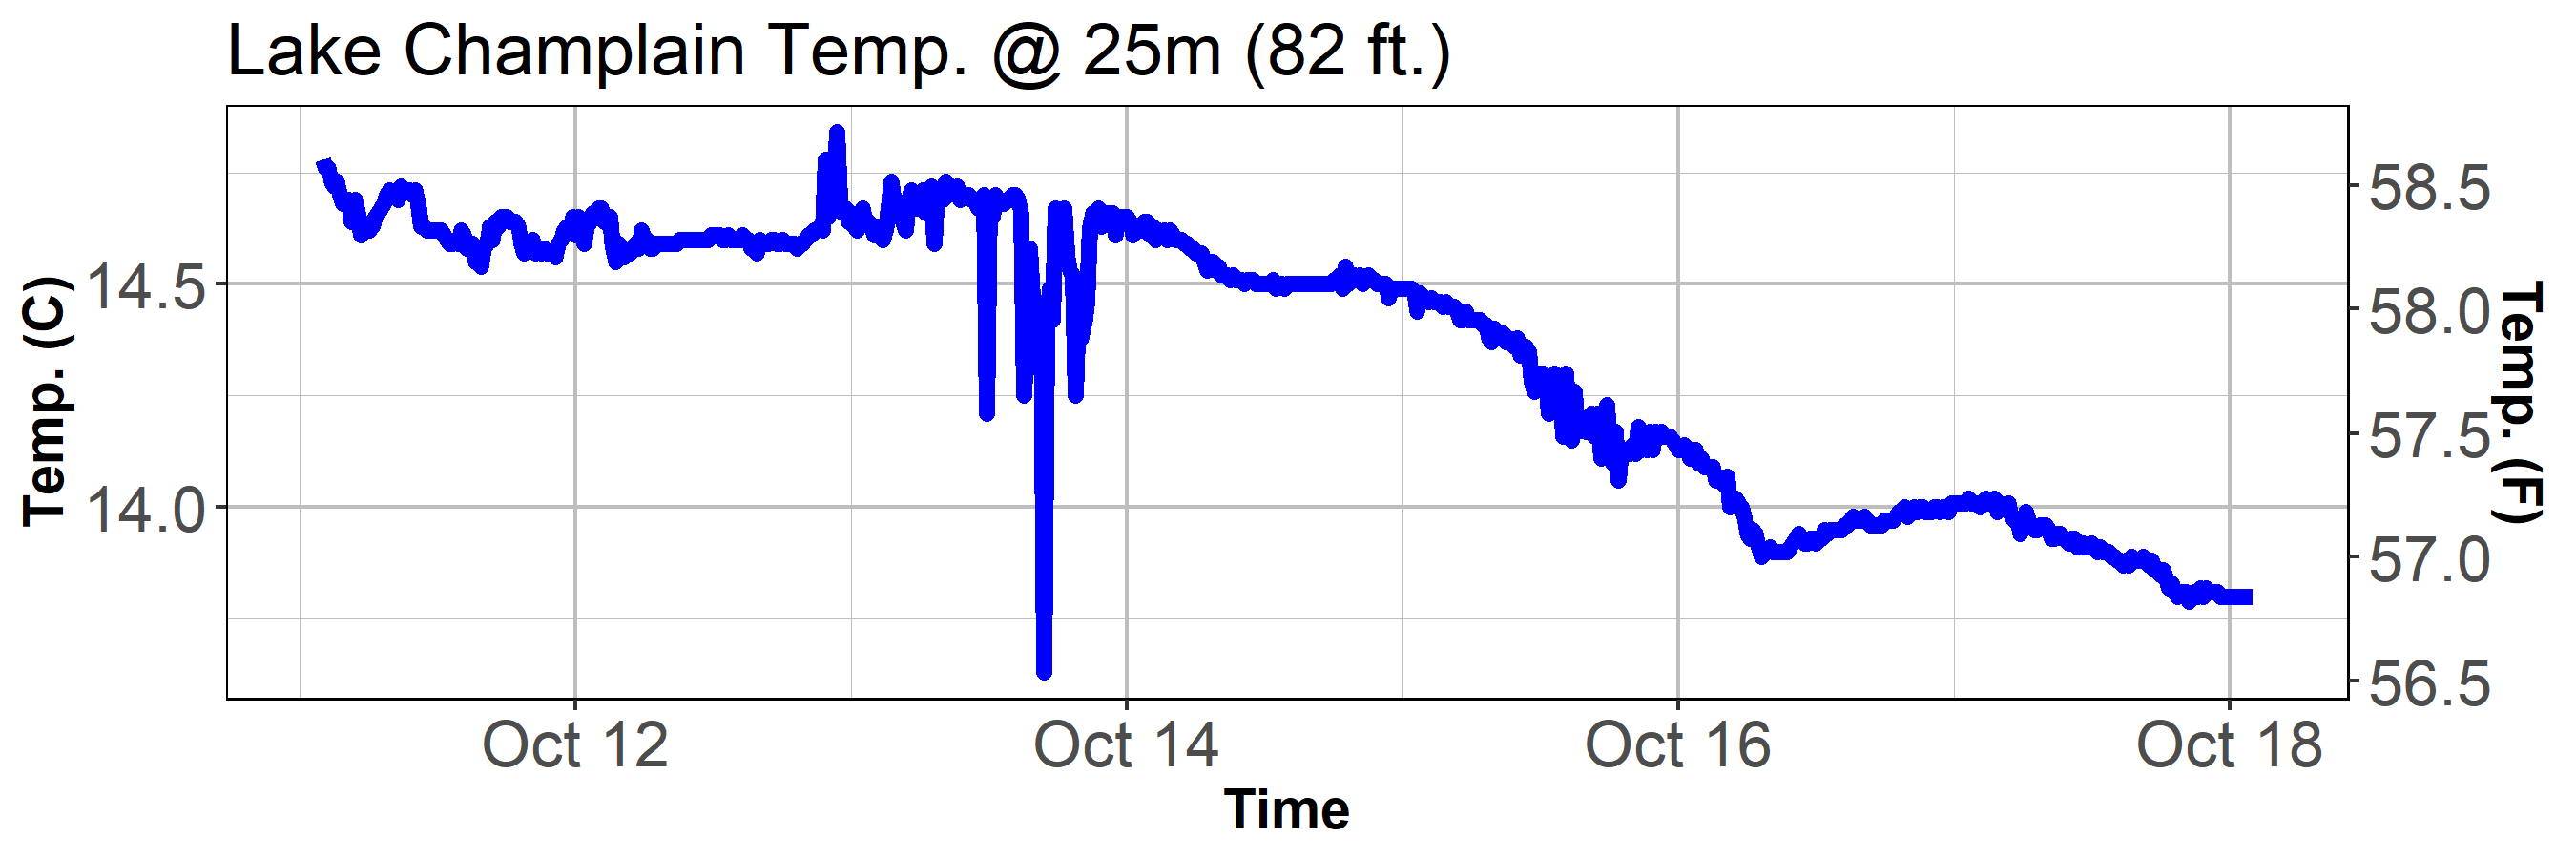 Lake Champlain Temp. @ 25m (82 ft.)
Temp. (C)
14.5
14.0
58.5
58.0
57.5
57.0
56.5
Temp. (F)
Oct 12
Oct 14
Oct 16
Oct 18
Time